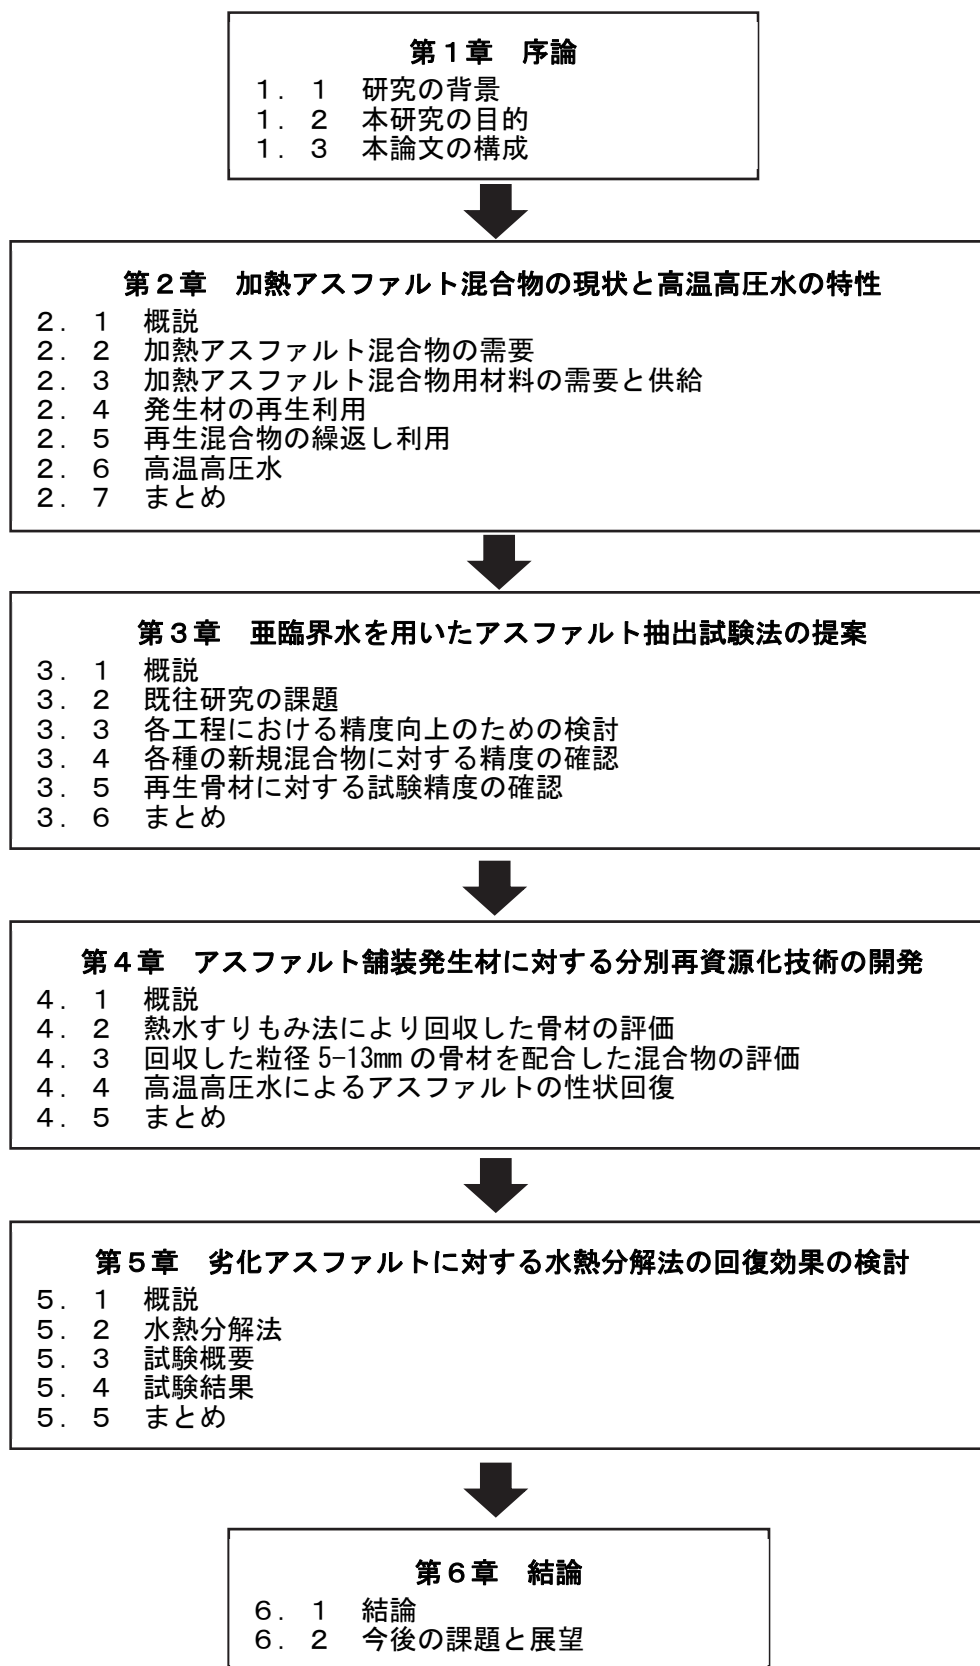 第１章　序論
１．１　研究の背景
１．２　本研究の目的
１．３　本論文の構成
第２章　加熱アスファルト混合物の現状と高温高圧水の特性
２．１　概説
２．２　加熱アスファルト混合物の需要
２．３　加熱アスファルト混合物用材料の需要と供給
２．４　発生材の再生利用
２．５　再生混合物の繰返し利用
２．６　高温高圧水
２．７　まとめ
第３章　亜臨界水を用いたアスファルト抽出試験法の提案
３．１　概説
３．２　既往研究の課題
３．３　各工程における精度向上のための検討
３．４　各種の新規混合物に対する精度の確認
３．５　再生骨材に対する試験精度の確認
３．６　まとめ
第４章　アスファルト舗装発生材に対する分別再資源化技術の開発
４．１　概説
４．２　熱水すりもみ法により回収した骨材の評価
４．３　回収した粒径 5-13mm の骨材を配合した混合物の評価
４．４　高温高圧水によるアスファルトの性状回復
４．５　まとめ
第５章　劣化アスファルトに対する水熱分解法の回復効果の検討
５．１　概説
５．２　水熱分解法
５．３　試験概要
５．４　試験結果
５．５　まとめ
第６章　結論
６．１　結論
６．２　今後の課題と展望